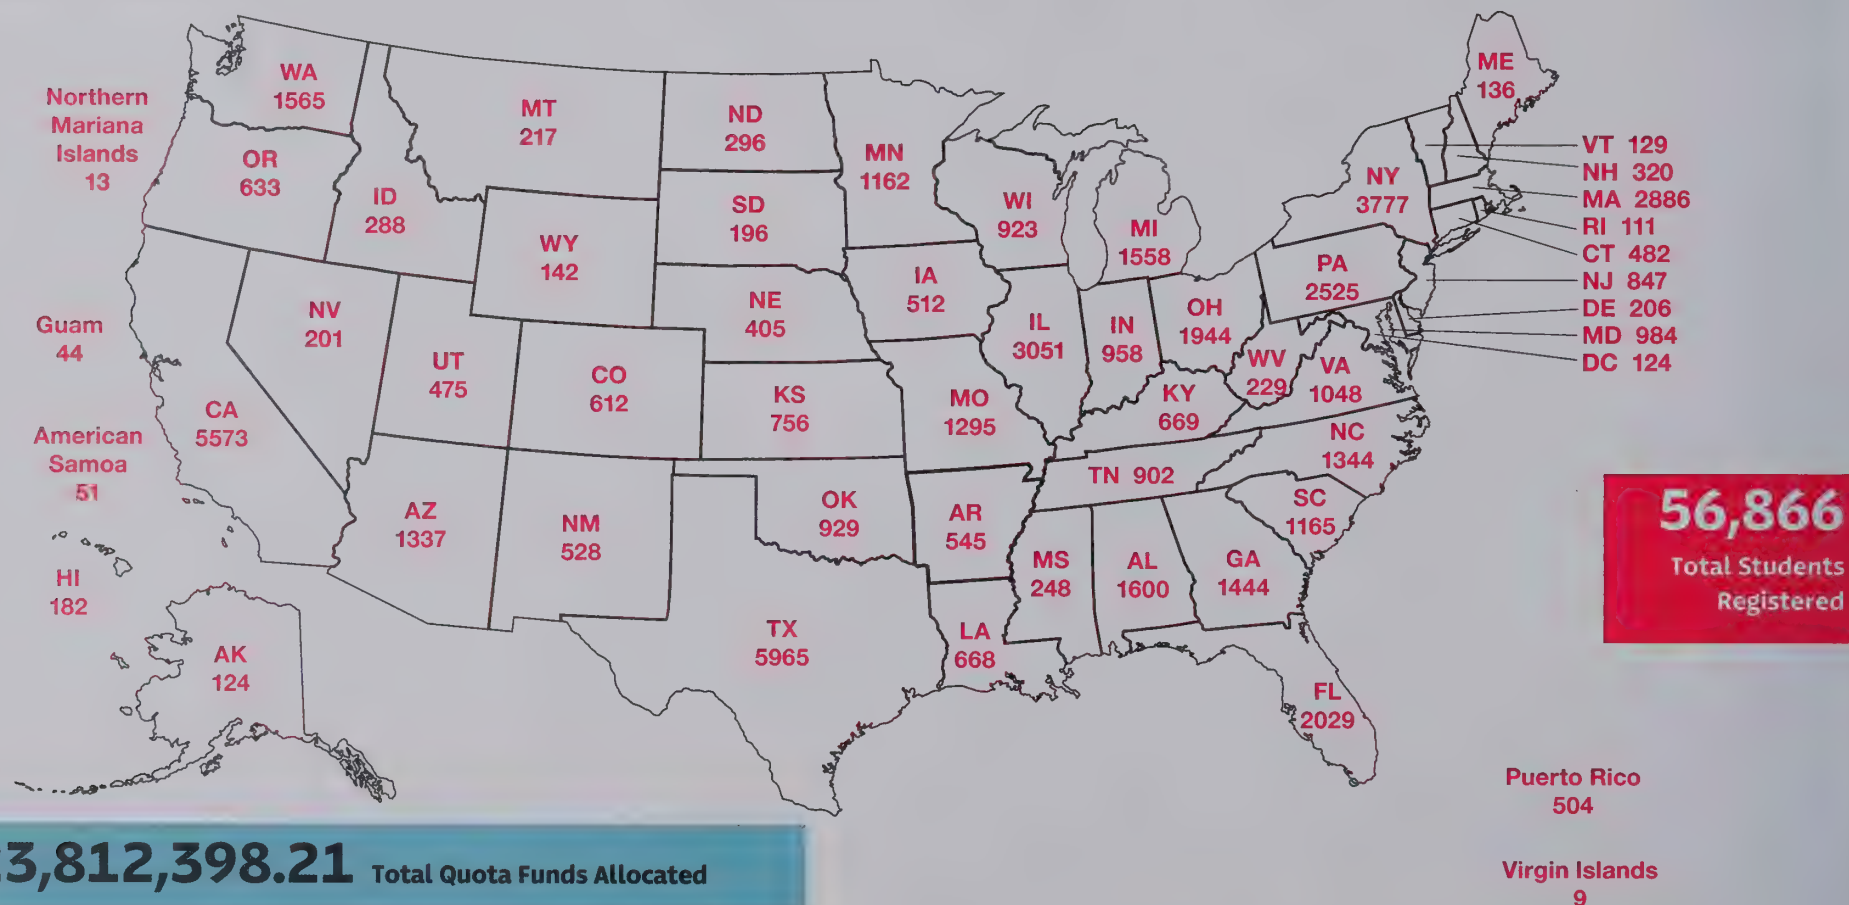 WA
1565
Northern
Mariana
Islands
13
OR
633
ID
288
MT
217
ND
296
MN
1162
SD
196
WY
142
WI
923
MI
1558
NY
3777
ME
136
VT 129
NH 320
MA 2886
RI 111
CT 482
NJ 847
DE 206
MD 984
DC 124
PA
2525
IA
512
NE
405
NV
201
Guam
44
UT
475
CO
612
KS
756
IL
3051
IN
958
OH
1944
WV
229
VA
1048
KY
669
MO
1295
CA
5573
American
Samoa
51
NC
1344
TN 902
SC
1165
OK
929
AR
545
AZ
1337
NM
528
MS
248
AL
1600
GA
1444
56,866
Total Students
Registered
HI
182
AK
124
TX
5965
LA
668
FL
2029
Puerto Rico
504
Virgin Islands
9
3,812,398.21 Total Quota Funds Allocated